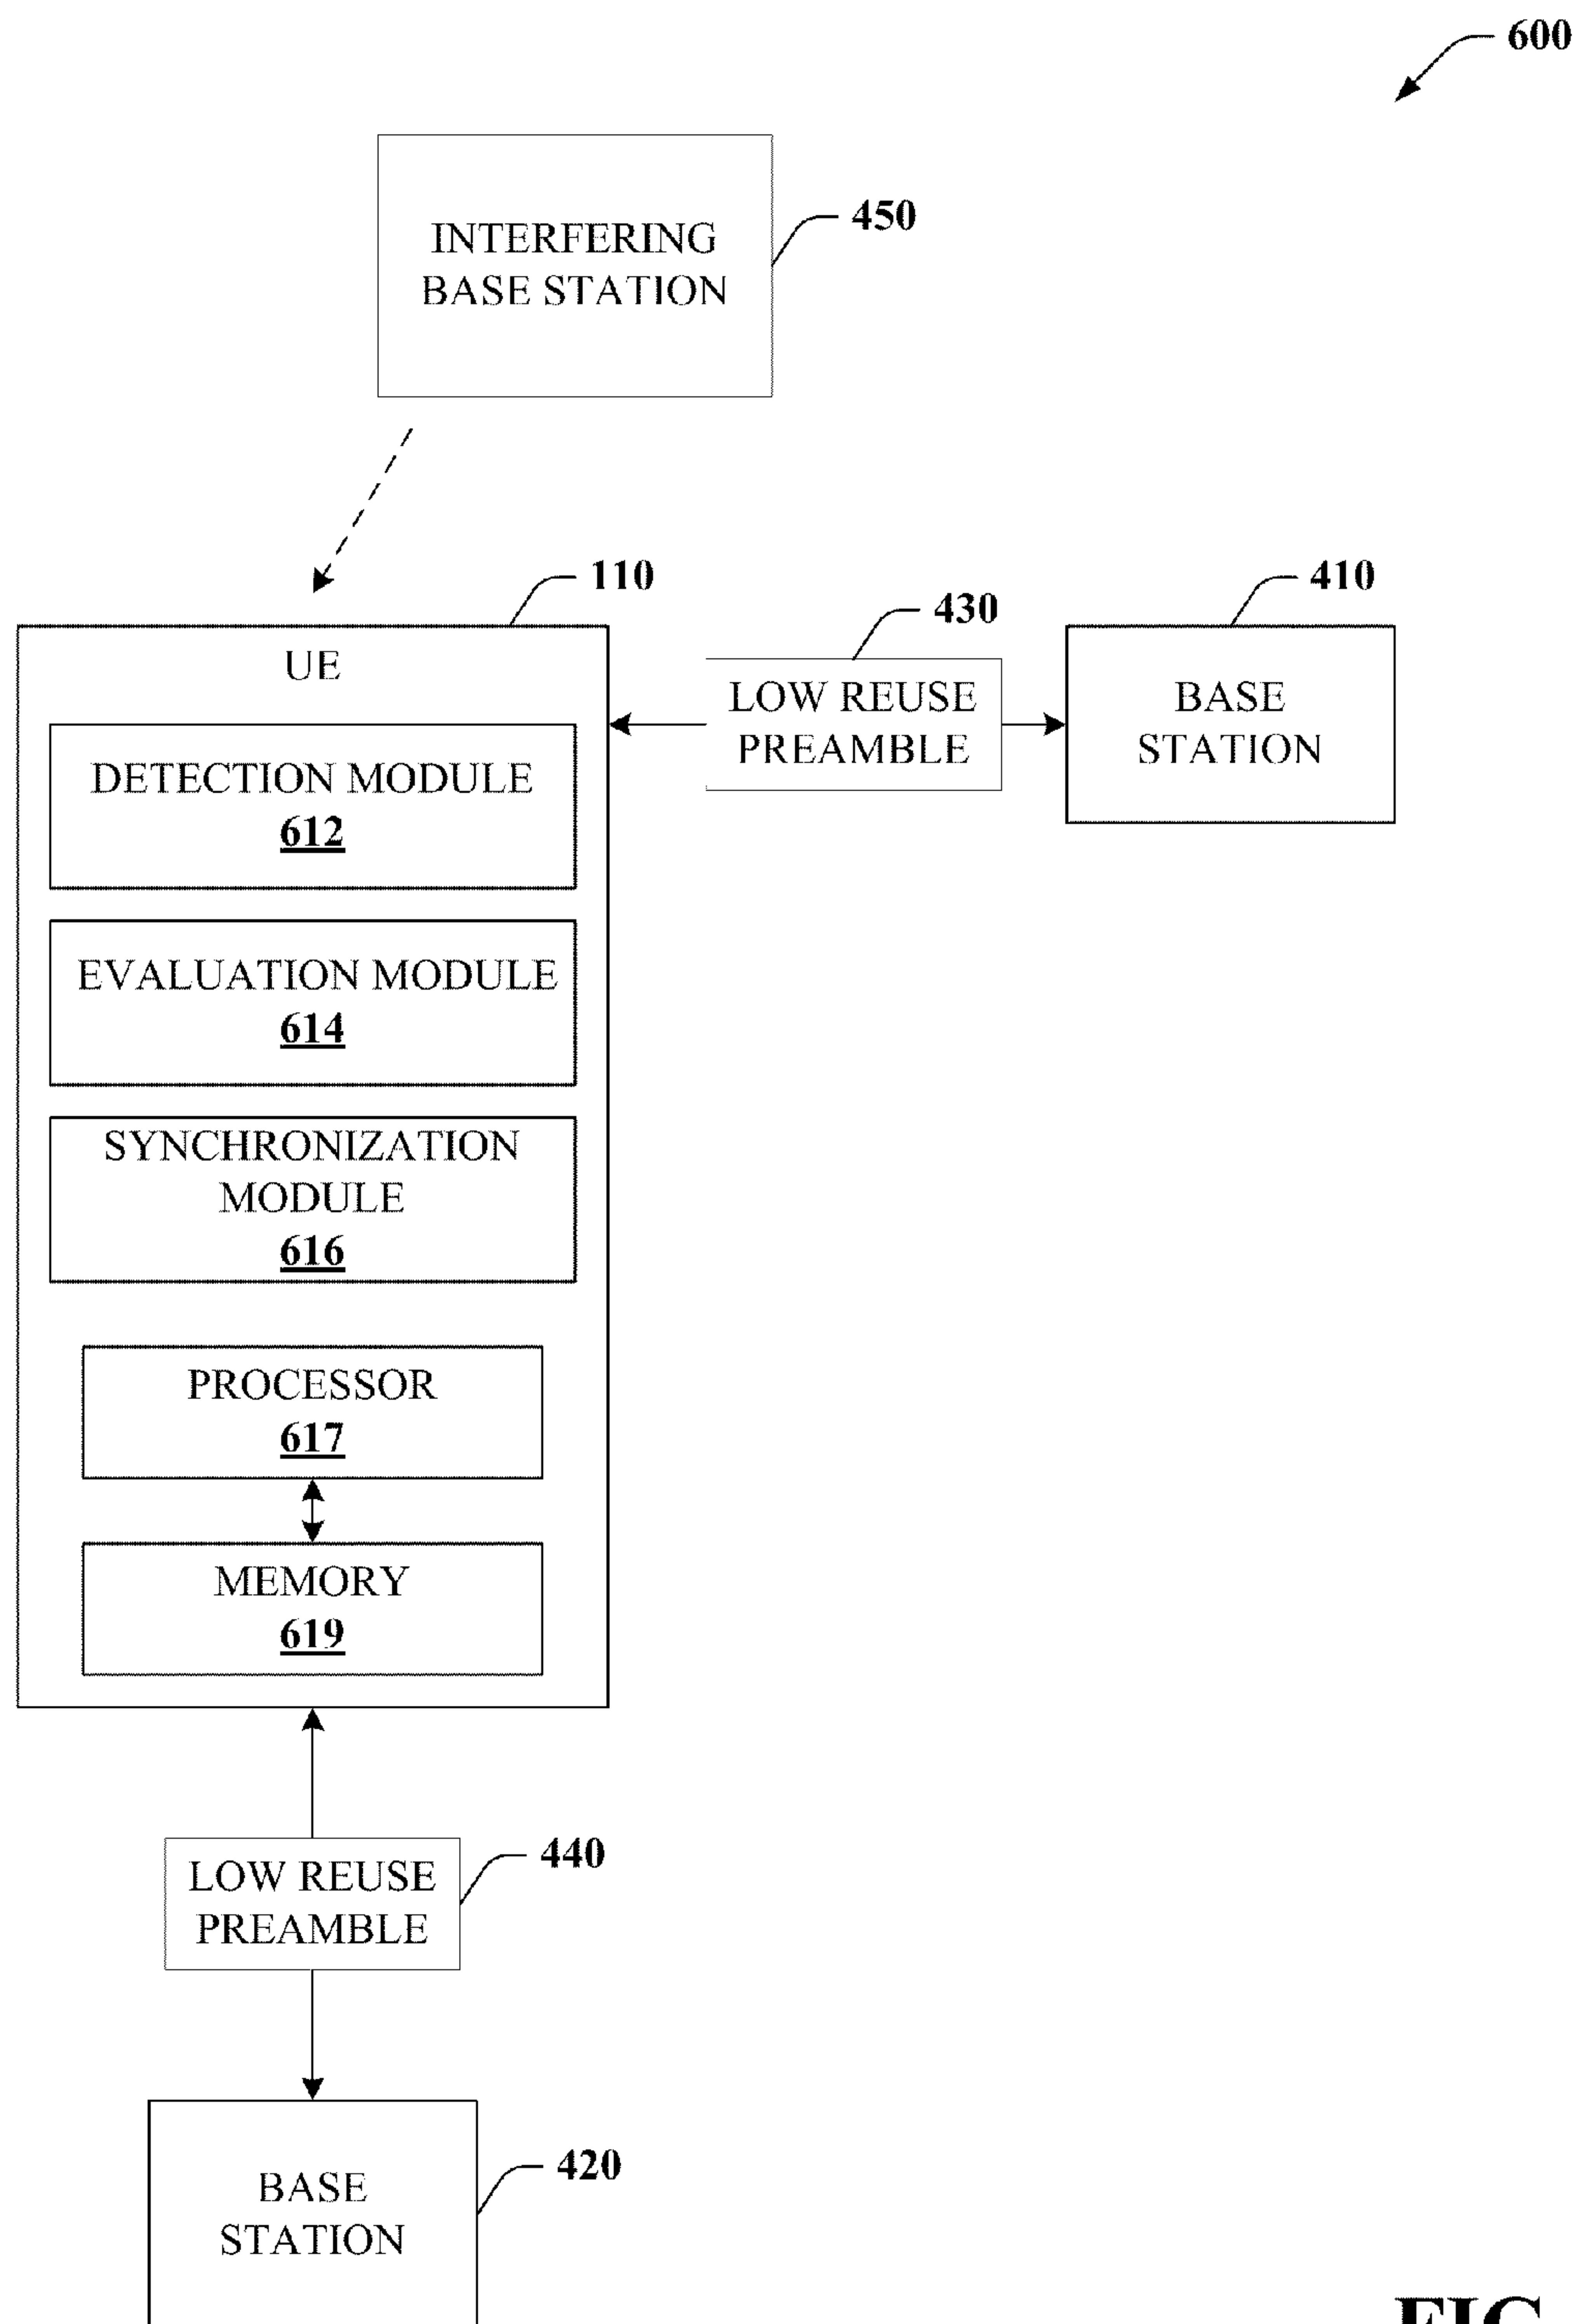 600
INTERFERING
BASE STATION
450
110
410
430
UE
LOW REUSE
PREAMBLE
BASE
STATION
DETECTION MODULE
612
EVALUATION MODULE
614
SYNCHRONIZATION
MODULE
616
PROCESSOR
617
MEMORY
619
440
LOW REUSE
PREAMBLE
420
BASE
STATION
FIG